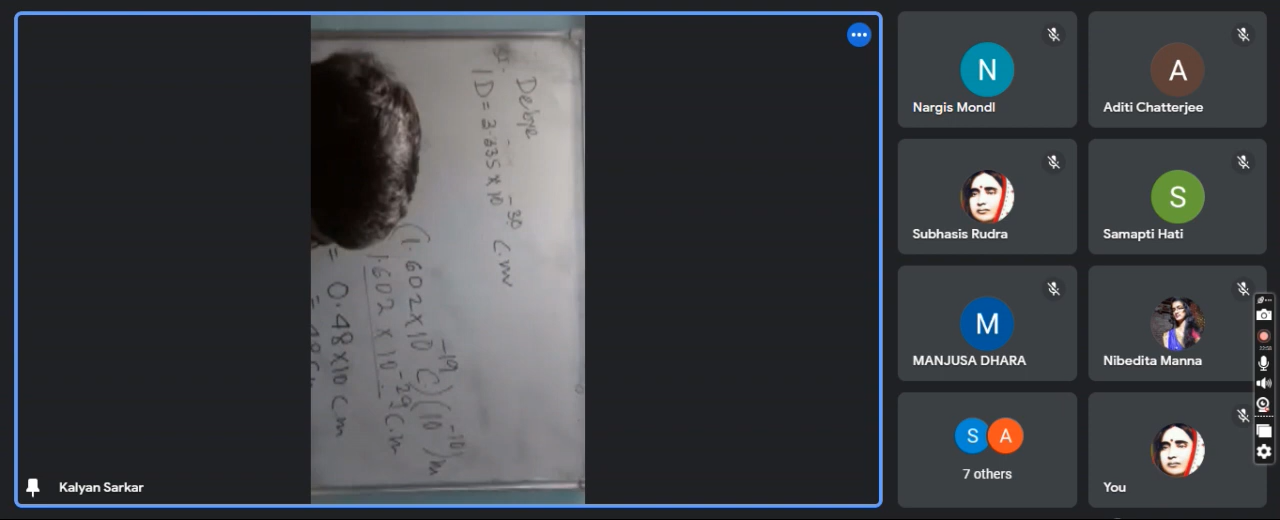 Debye
1D = 3.335 × 10⁻³⁰ C.m
(1.602×10⁻¹⁹ C)(10⁻¹⁰)m
1.602 × 10⁻²⁹ C.m
= 0.48×10 Cm
=
Kalyan Sarkar
N
Nargis Mondl
A
Aditi Chatterjee
Subhasis Rudra
S
Samapti Hati
M
MANJUSA DHARA
Nibedita Manna
S A
7 others
You